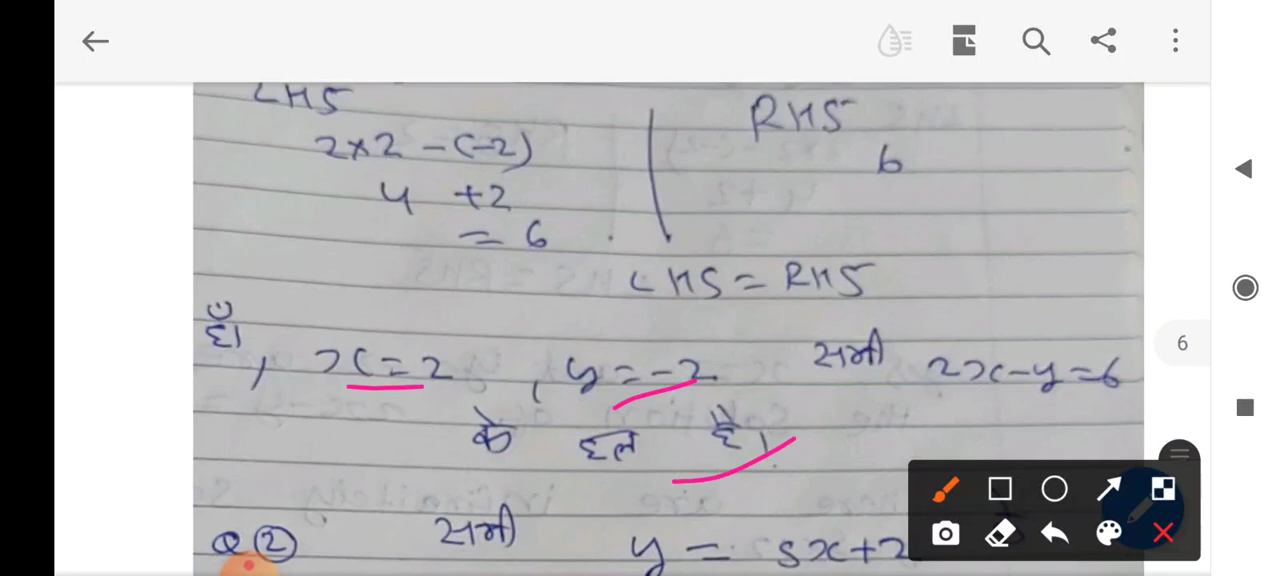 LHS
RHS
2×2 -(-2)
6
4 +2
= 6
LHS = RHS
हाँ, x=2, y=-2 समी 2x-y=6
के हल हैं।
6
Q② समी y = 5x+2